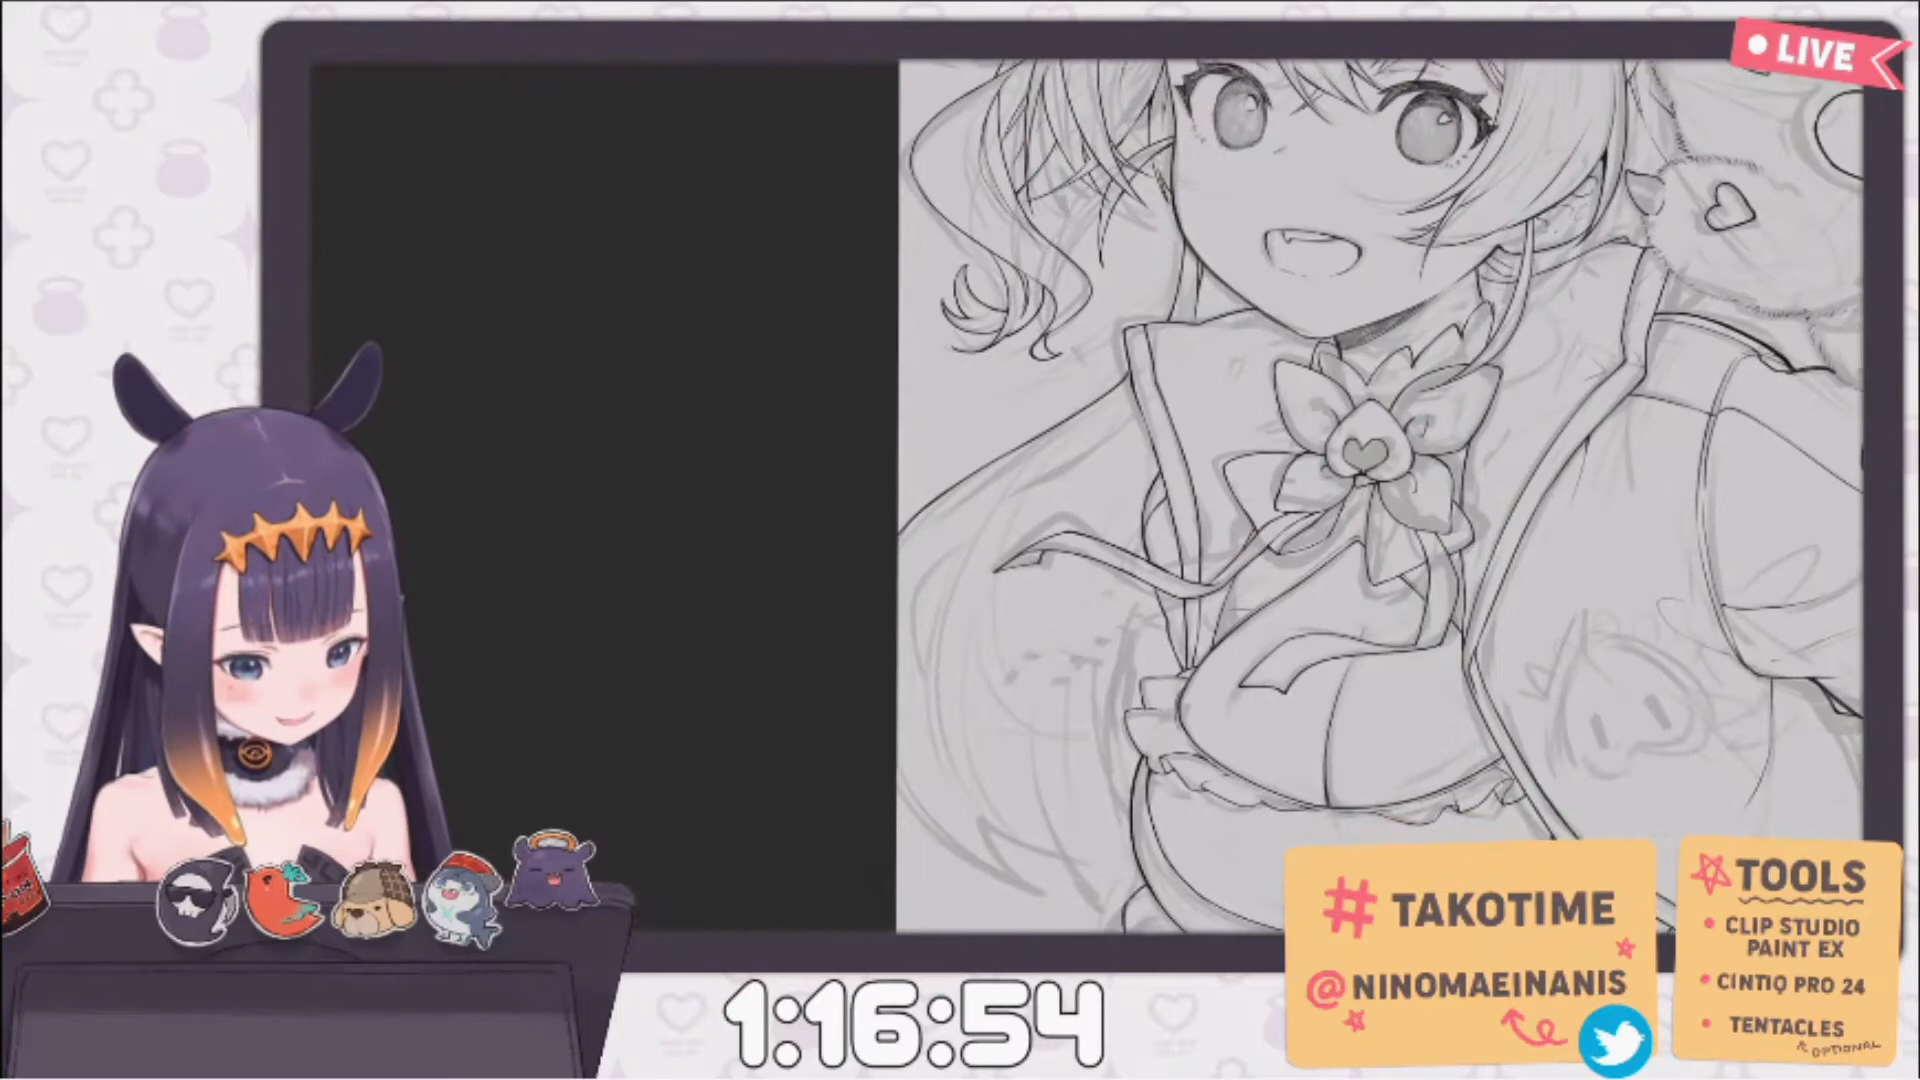 LIVE
# TAKOTIME
@NINOMAEINANIS
TOOLS
• CLIP STUDIO
PAINT EX
• CINTIQ PRO 24
• TENTACLES
OPTIONAL
1:16:54